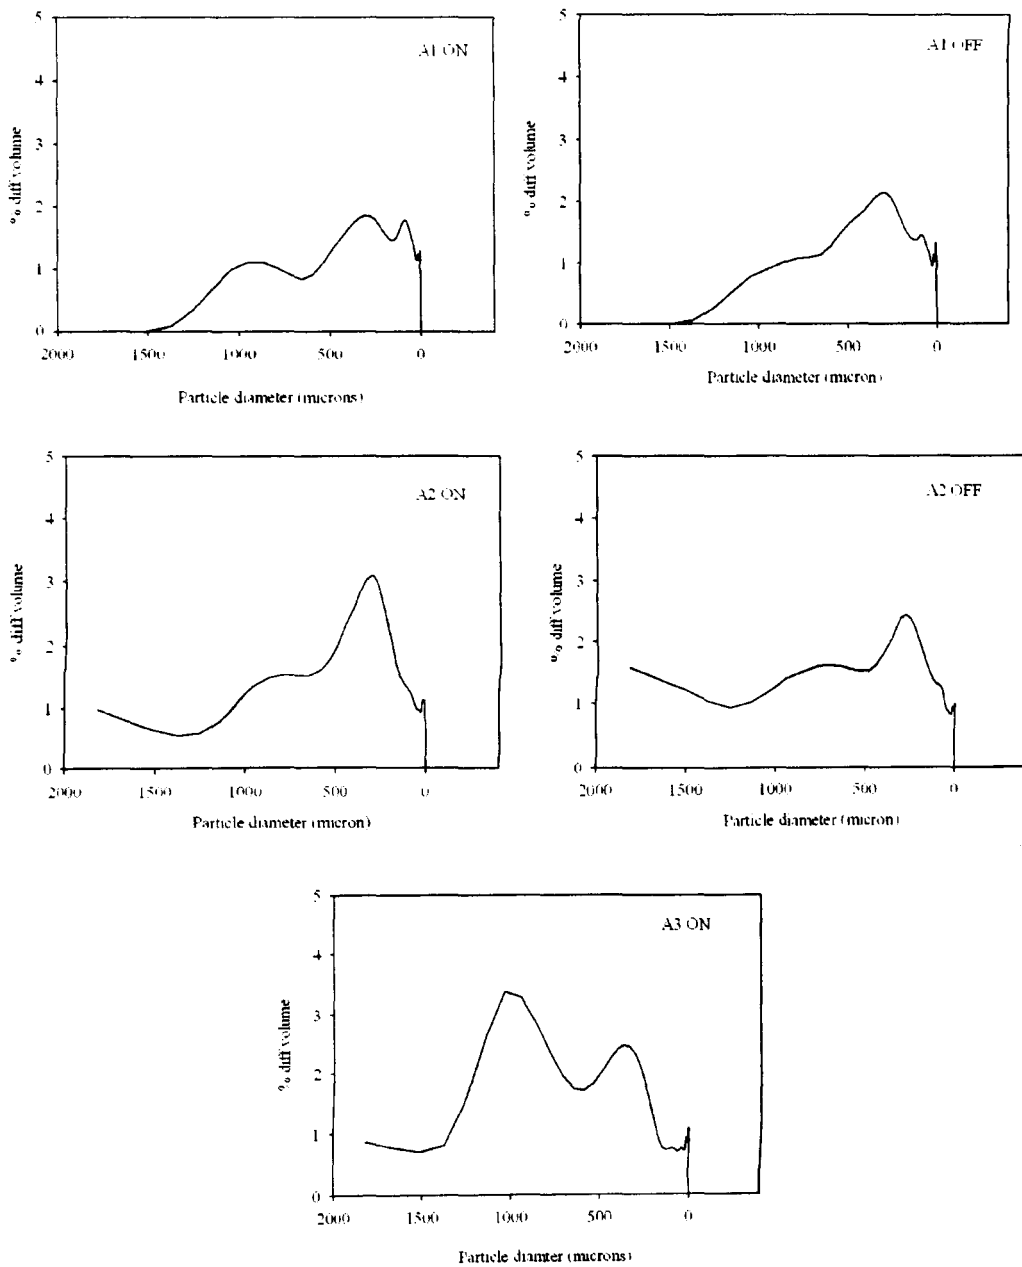 A1 ON
% diff volume
5
4
3
2
1
0
2000 1500 1000 500 0
Particle diameter (microns)
A1 OFF
% diff volume
5
4
3
2
1
0
2000 1500 1000 500 0
Particle diameter (micron)
A2 ON
% diff volume
5
4
3
2
1
0
2000 1500 1000 500 0
Particle diameter (micron)
A2 OFF
% diff volume
5
4
3
2
1
0
2000 1500 1000 500 0
Particle diameter (micron)
A3 ON
% diff volume
5
4
3
2
1
0
2000 1500 1000 500 0
Particle diamter (microns)